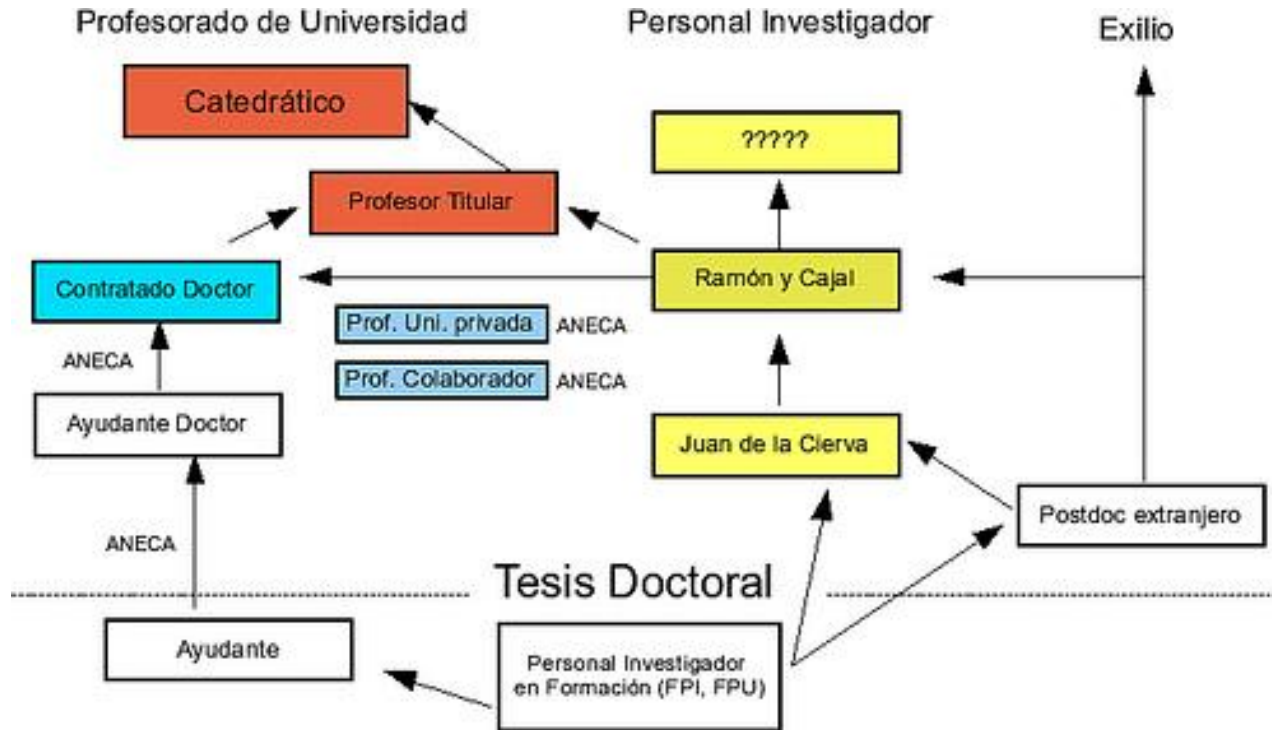 Profesorado de Universidad
Personal Investigador
Exilio
Catedrático
?????
Profesor Titular
Contratado Doctor
Ramón y Cajal
Prof. Uni. privada
ANECA
Prof. Colaborador
ANECA
ANECA
Ayudante Doctor
Juan de la Cierva
Postdoc extranjero
ANECA
Tesis Doctoral
Ayudante
Personal Investigador
en Formación (FPI, FPU)